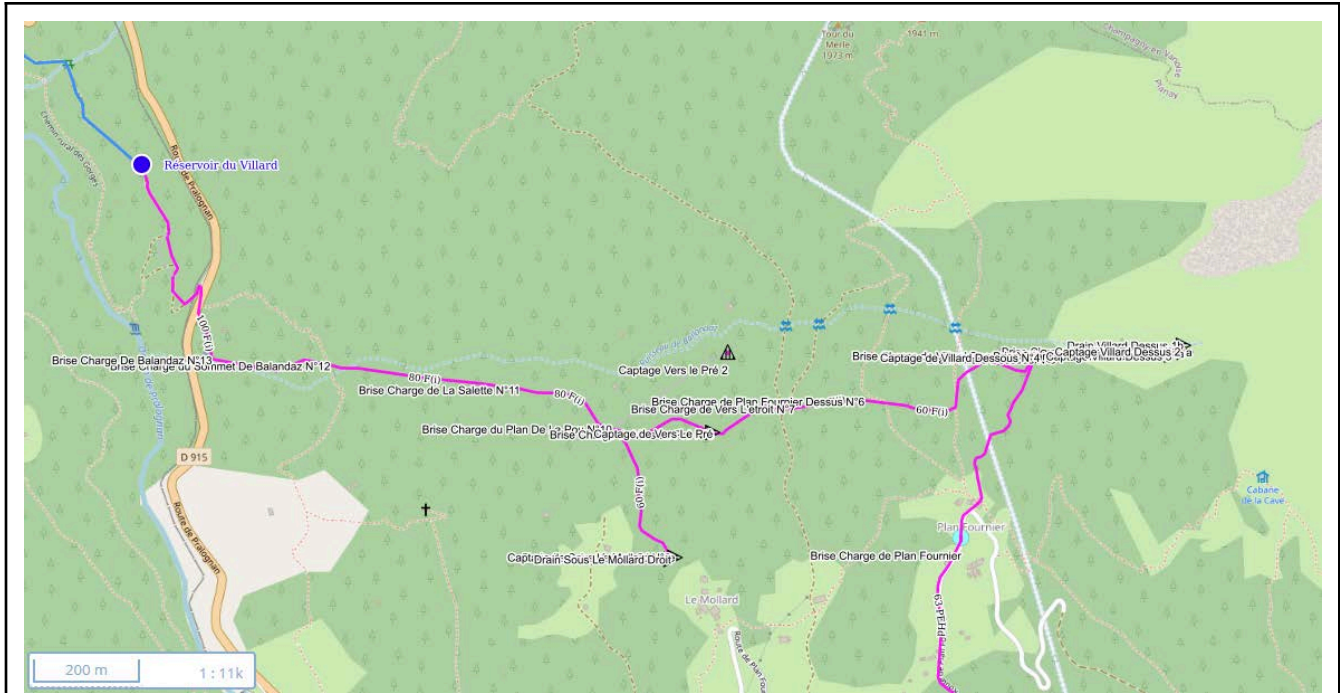 Tour du
Merle
1973 m
1941 m
Champagny en Vanoise
Planay
Chemin rural des Gorges
Route de Pralognan
Réservoir du Villard
100-F(i)
Ruisseau de Balandaz
Captage Vers le Pré 2
Drain Villard Dessus 1
Captage Villard Dessus 2
Captage de Villard Dessous N°4
Brise Charge De Balandaz N°13
Brise Charge du Sommet De Balandaz N°12
80-F(i)
Brise Charge de La Salette N°11
80-F(i)
Brise Charge de Plan Fournier Dessus N°6
Brise Charge de Vers L'etroit N°7
60-F(i)
Brise Charge du Plan De La Pou N°10
Captage de Vers Le Pré
D 915
60-F(i)
Route de Pralognan
Cabane
de la Cave
Plan Fournier
Brise Charge de Plan Fournier
Drain Sous Le Mollard Droit
Le Mollard
63-PEHd
Route de Plan Fou
200 m
1 : 11k